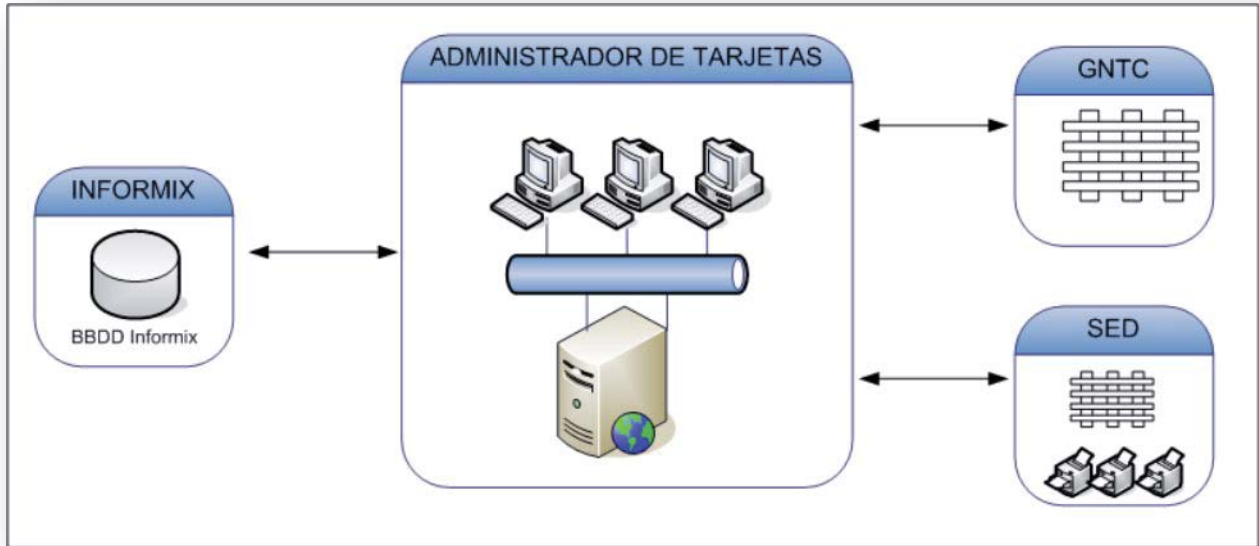 INFORMIX
BBDD Informix
ADMINISTRADOR DE TARJETAS
GNTC
SED